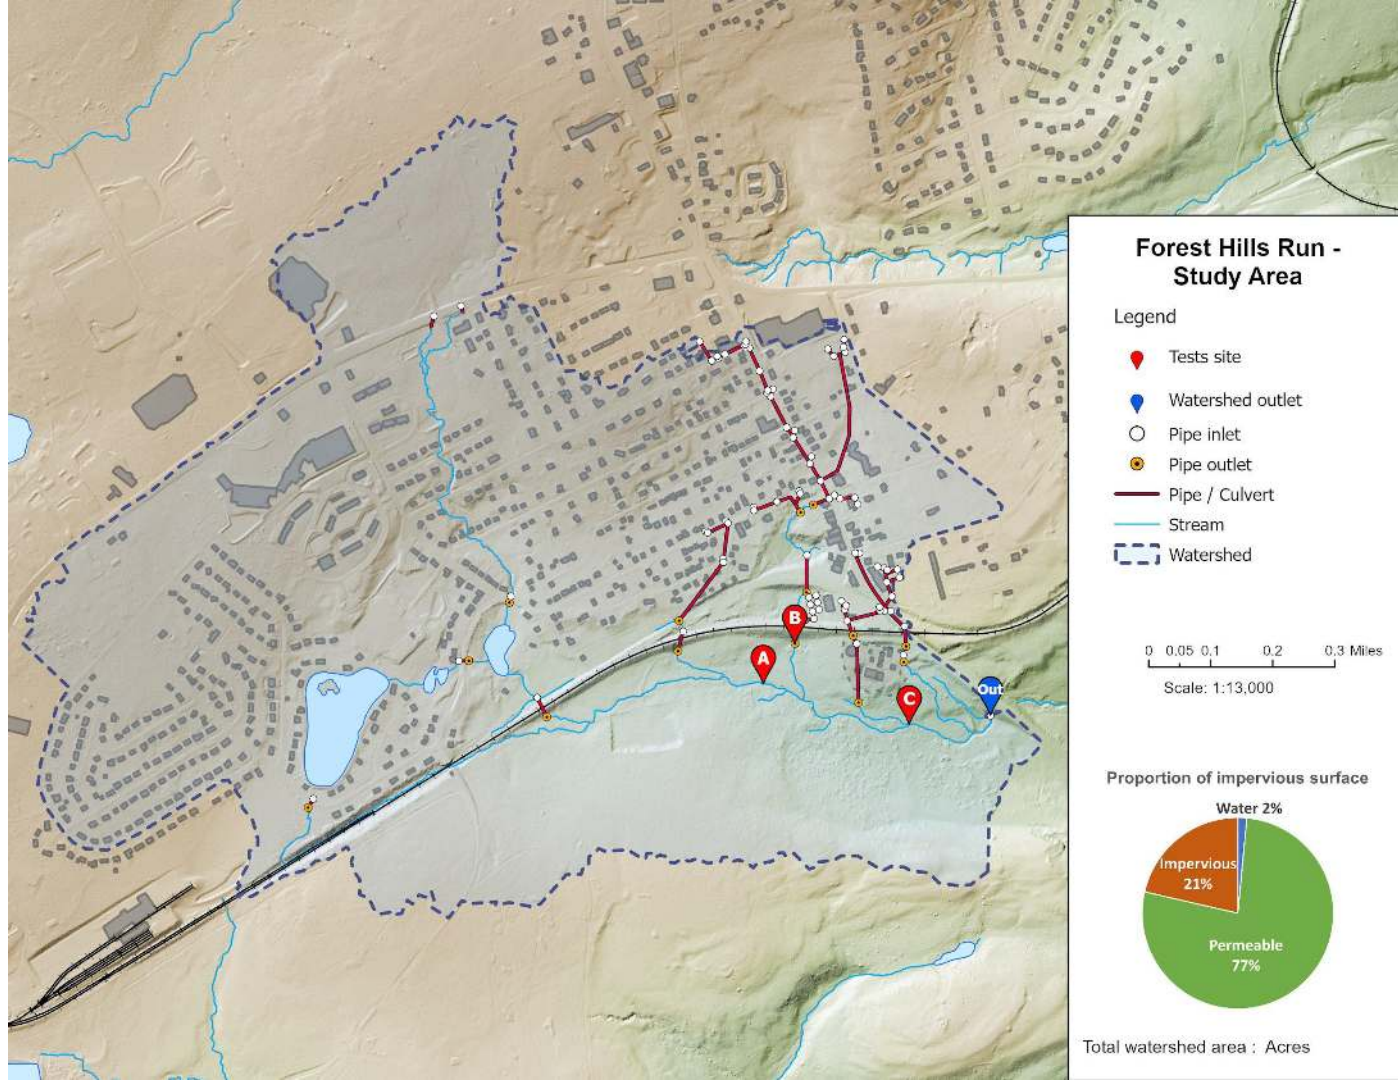 Forest Hills Run -
Study Area
Legend
Tests site
Watershed outlet
Pipe inlet
Pipe outlet
Pipe / Culvert
Stream
Watershed
0 0.05 0.1 0.2 0.3 Miles
Scale: 1:13,000
Proportion of impervious surface
Water 2%
Impervious
21%
Permeable
77%
Total watershed area : Acres
B
A
C
Out